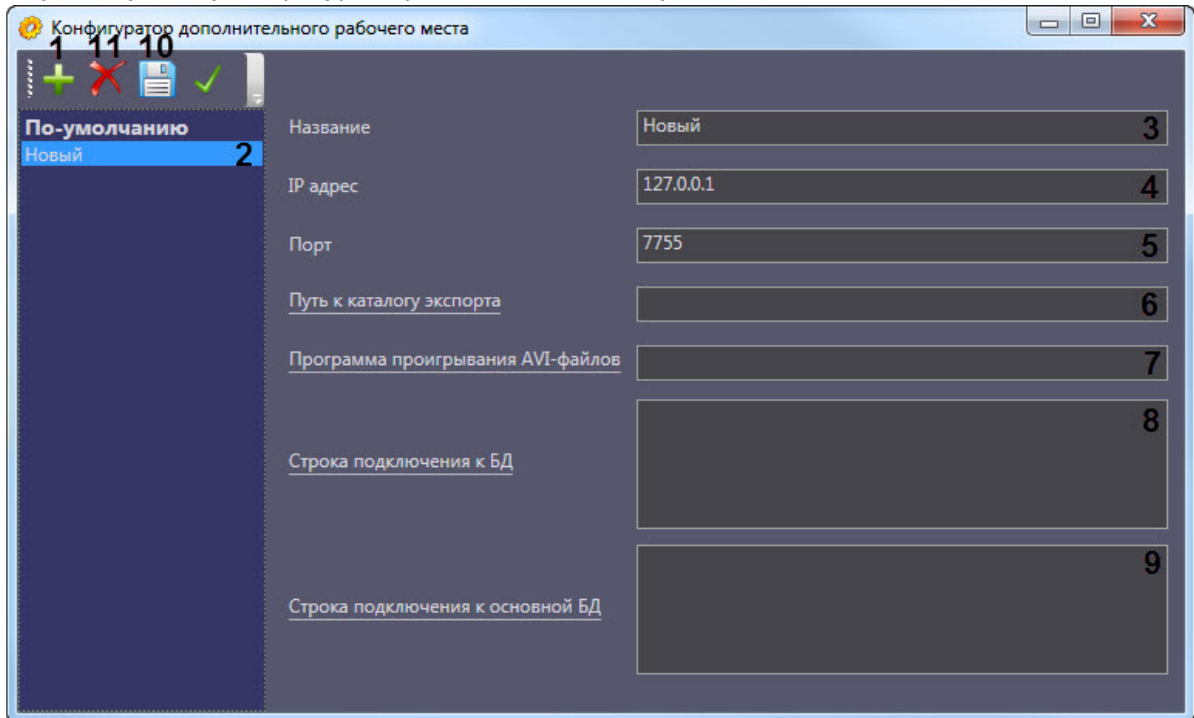 Конфигуратор дополнительного рабочего места
1 11 10
По-умолчанию
Новый 2
Название Новый 3
IP адрес 127.0.0.1 4
Порт 7755 5
Путь к каталогу экспорта 6
Программа проигрывания AVI-файлов 7
Строка подключения к БД 8
Строка подключения к основной БД 9